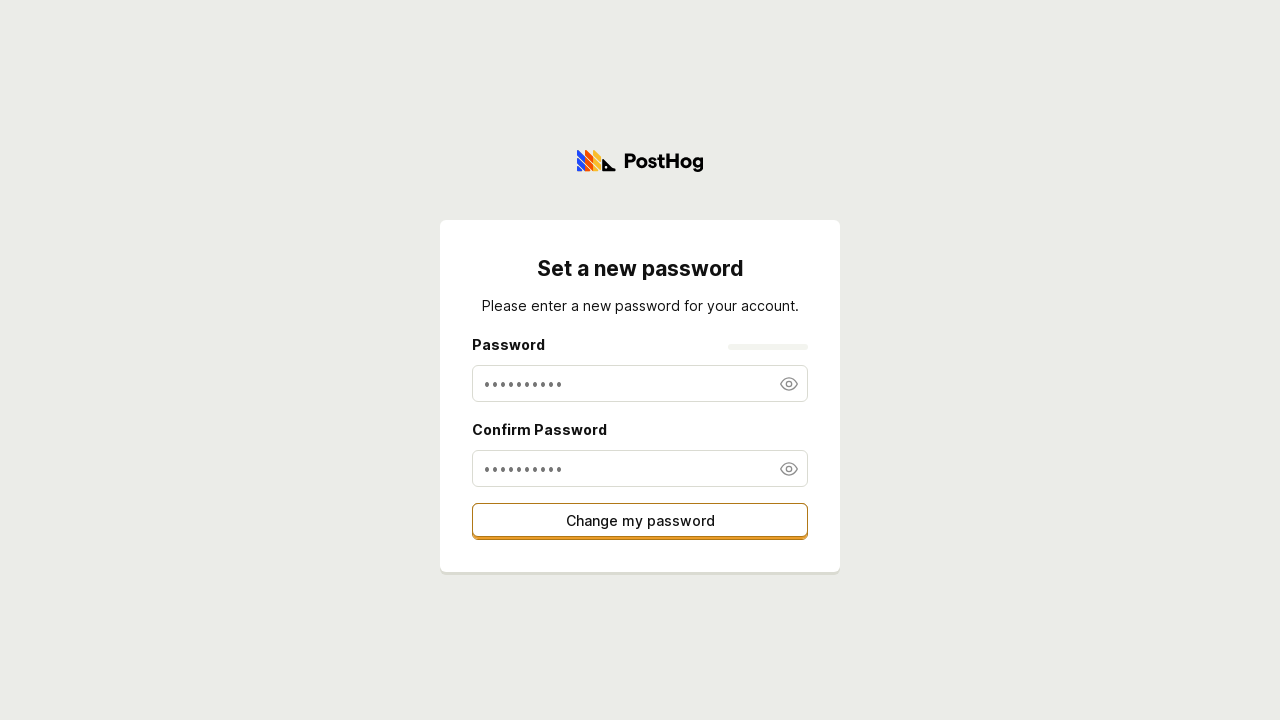 PostHog
Set a new password
Please enter a new password for your account.
Password
••••••••••
Confirm Password
••••••••••
Change my password